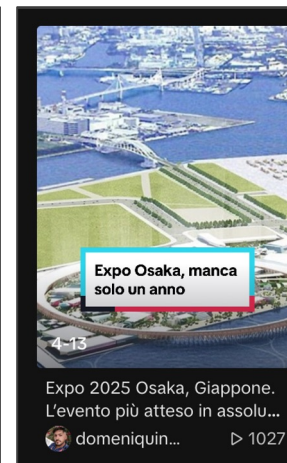 Expo Osaka, manca
solo un anno
4-13
Expo 2025 Osaka, Giappone.
L'evento più atteso in assolu...
domeniquin...
1027